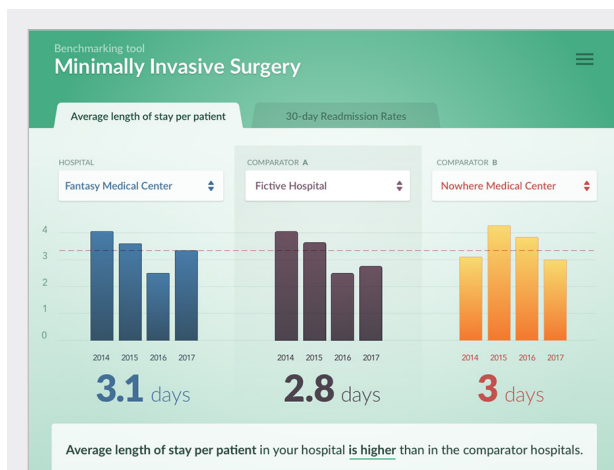 Benchmarking tool
Minimally Invasive Surgery
Average length of stay per patient
30-day Readmission Rates
HOSPITAL
COMPARATOR A
COMPARATOR B
Fantasy Medical Center
Fictive Hospital
Nowhere Medical Center
4
3
2
1
0
2014 2015 2016 2017
2014 2015 2016 2017
2014 2015 2016 2017
3.1 days
2.8 days
3 days
Average length of stay per patient in your hospital is higher than in the comparator hospitals.